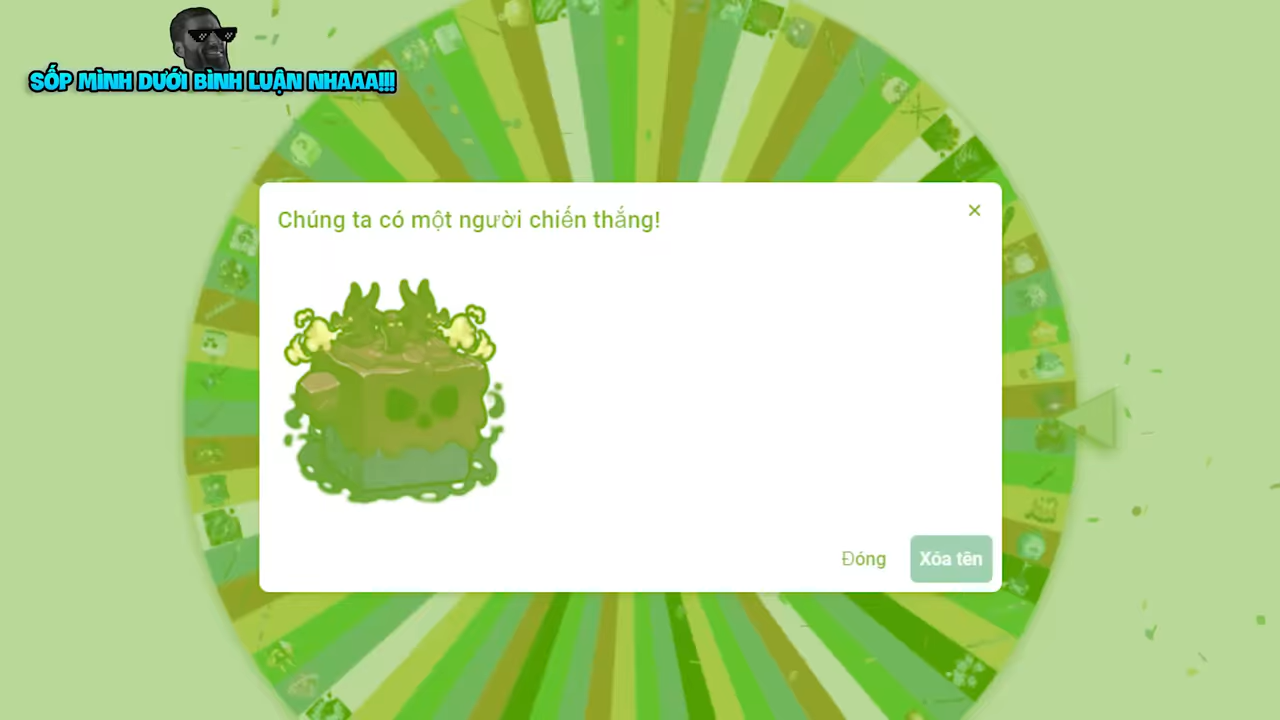 SỐP MÌNH DƯỚI BÌNH LUẬN NHAAA!!!
Chúng ta có một người chiến thắng!
×
Đóng
Xóa tên